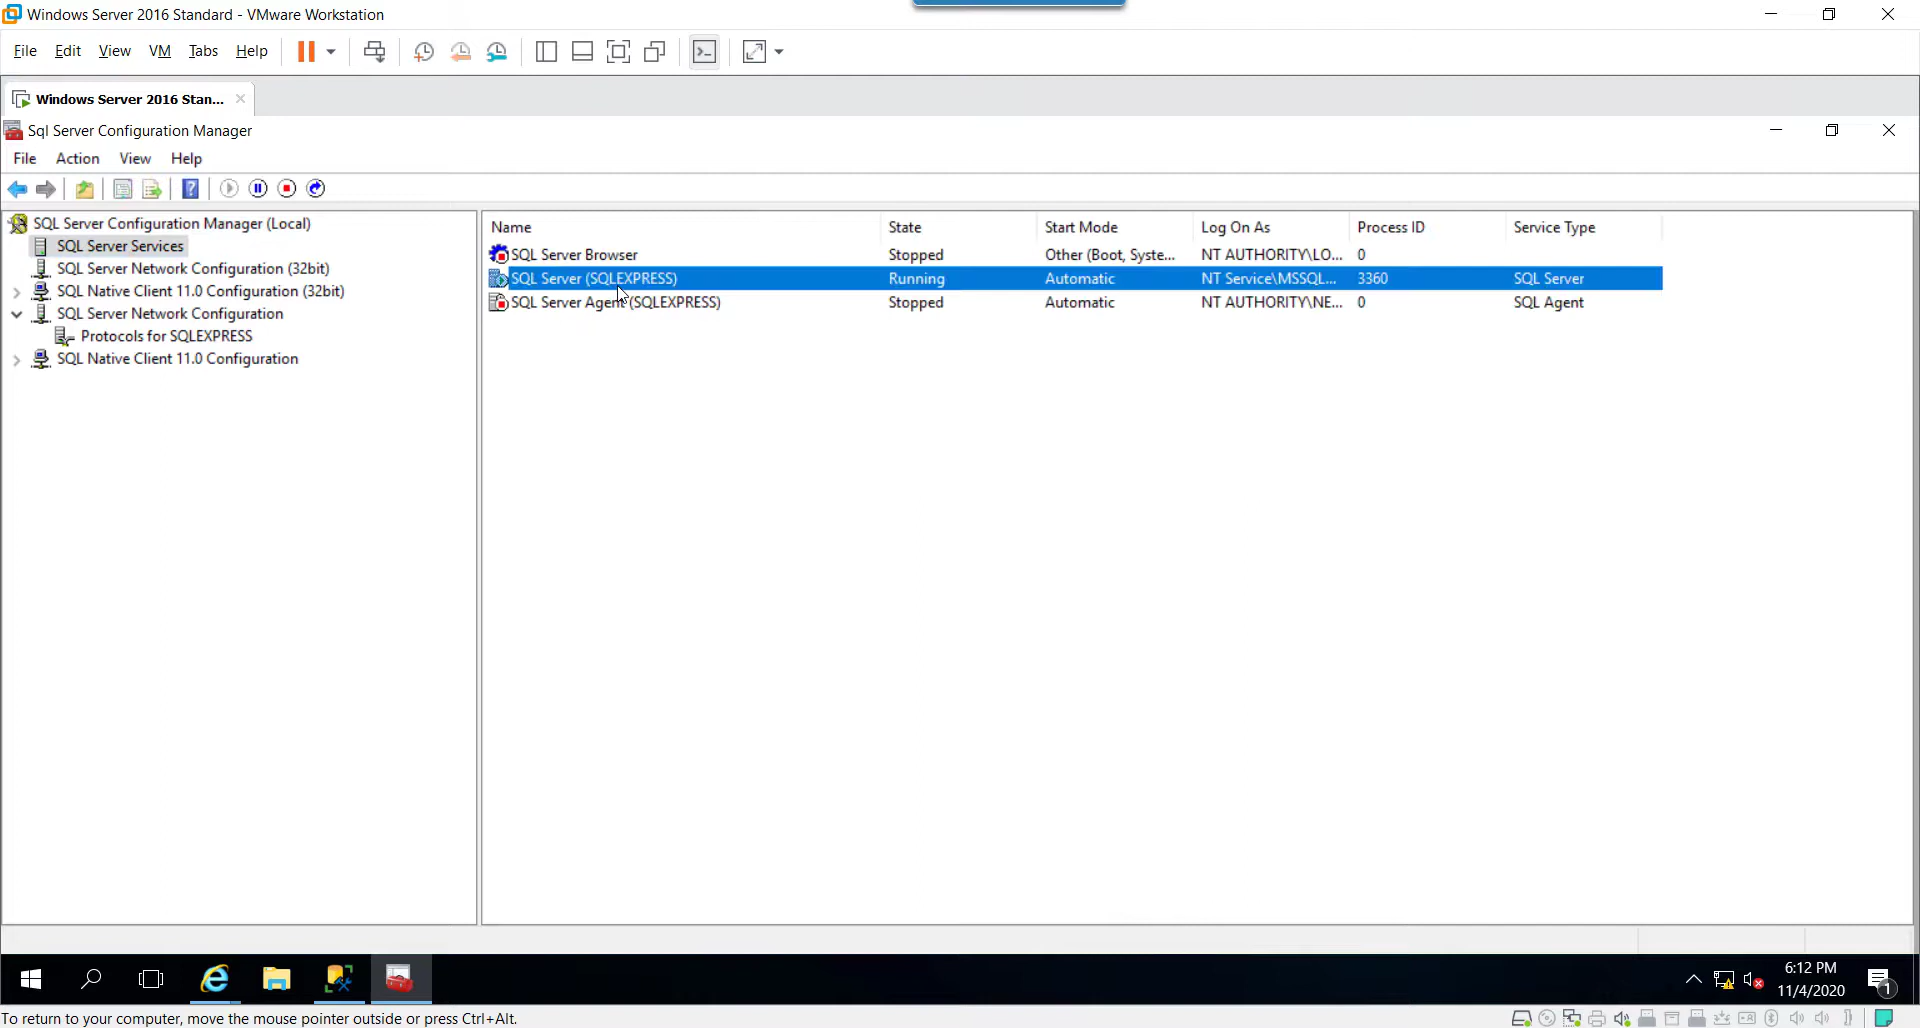 Windows Server 2016 Standard - VMware Workstation
File Edit View VM Tabs Help
Windows Server 2016 Stan...
Sql Server Configuration Manager
File Action View Help
SQL Server Configuration Manager (Local)
SQL Server Services
SQL Server Network Configuration (32bit)
SQL Native Client 11.0 Configuration (32bit)
SQL Server Network Configuration
Protocols for SQLEXPRESS
SQL Native Client 11.0 Configuration
Name State Start Mode Log On As Process ID Service Type
SQL Server Browser Stopped Other (Boot, Syste... NT AUTHORITY\LO... 0
SQL Server (SQLEXPRESS) Running Automatic NT Service\MSSQL... 3360 SQL Server
SQL Server Agent (SQLEXPRESS) Stopped Automatic NT AUTHORITY\NE... 0 SQL Agent
6:12 PM
11/4/2020
1
To return to your computer, move the mouse pointer outside or press Ctrl+Alt.